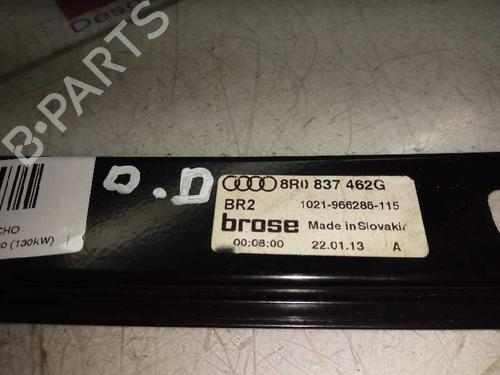 B-PARTS
8R0 837 462G
BR2 1021-966286-115
brose Made in Slovakia
00:06:00 22.01.13 A
D.D
CHO
(130kW)